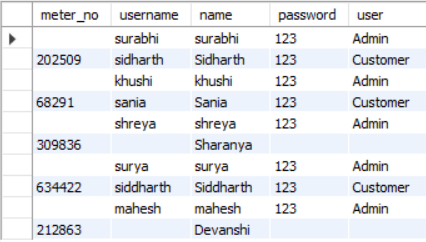 meter_no username name password user
surabhi surabhi 123 Admin
202509 sidharth Sidharth 123 Customer
khushi khushi 123 Admin
68291 sania Sania 123 Customer
shreya shreya 123 Admin
309836 Sharanya
surya surya 123 Admin
634422 siddharth Siddharth 123 Customer
mahesh mahesh 123 Admin
212863 Devanshi